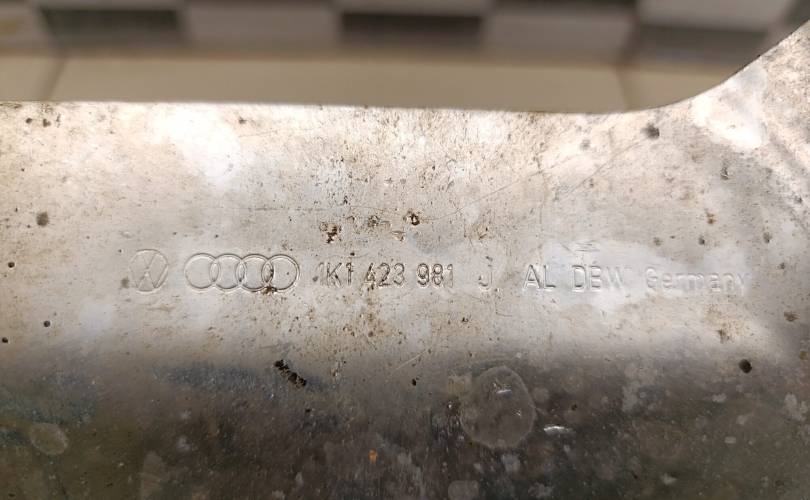 1K1 423 981 J AL DEW Germany